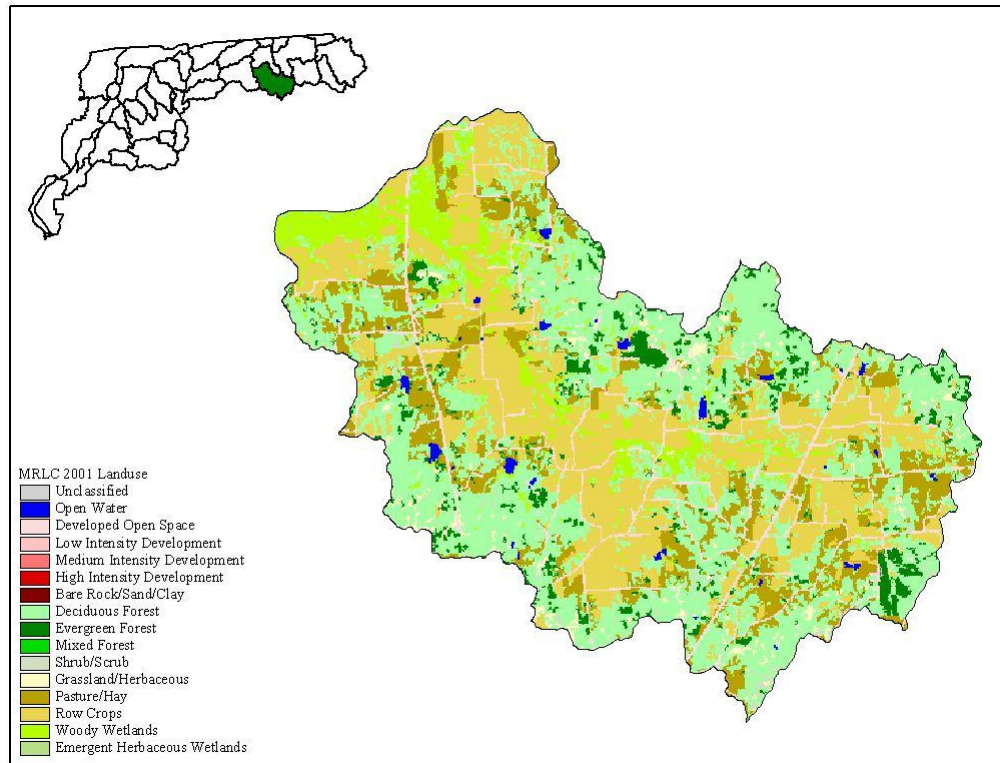 MRLC 2001 Landuse
Unclassified
Open Water
Developed Open Space
Low Intensity Development
Medium Intensity Development
High Intensity Development
Bare Rock/Sand/Clay
Deciduous Forest
Evergreen Forest
Mixed Forest
Shrub/Scrub
Grassland/Herbaceous
Pasture/Hay
Row Crops
Woody Wetlands
Emergent Herbaceous Wetlands